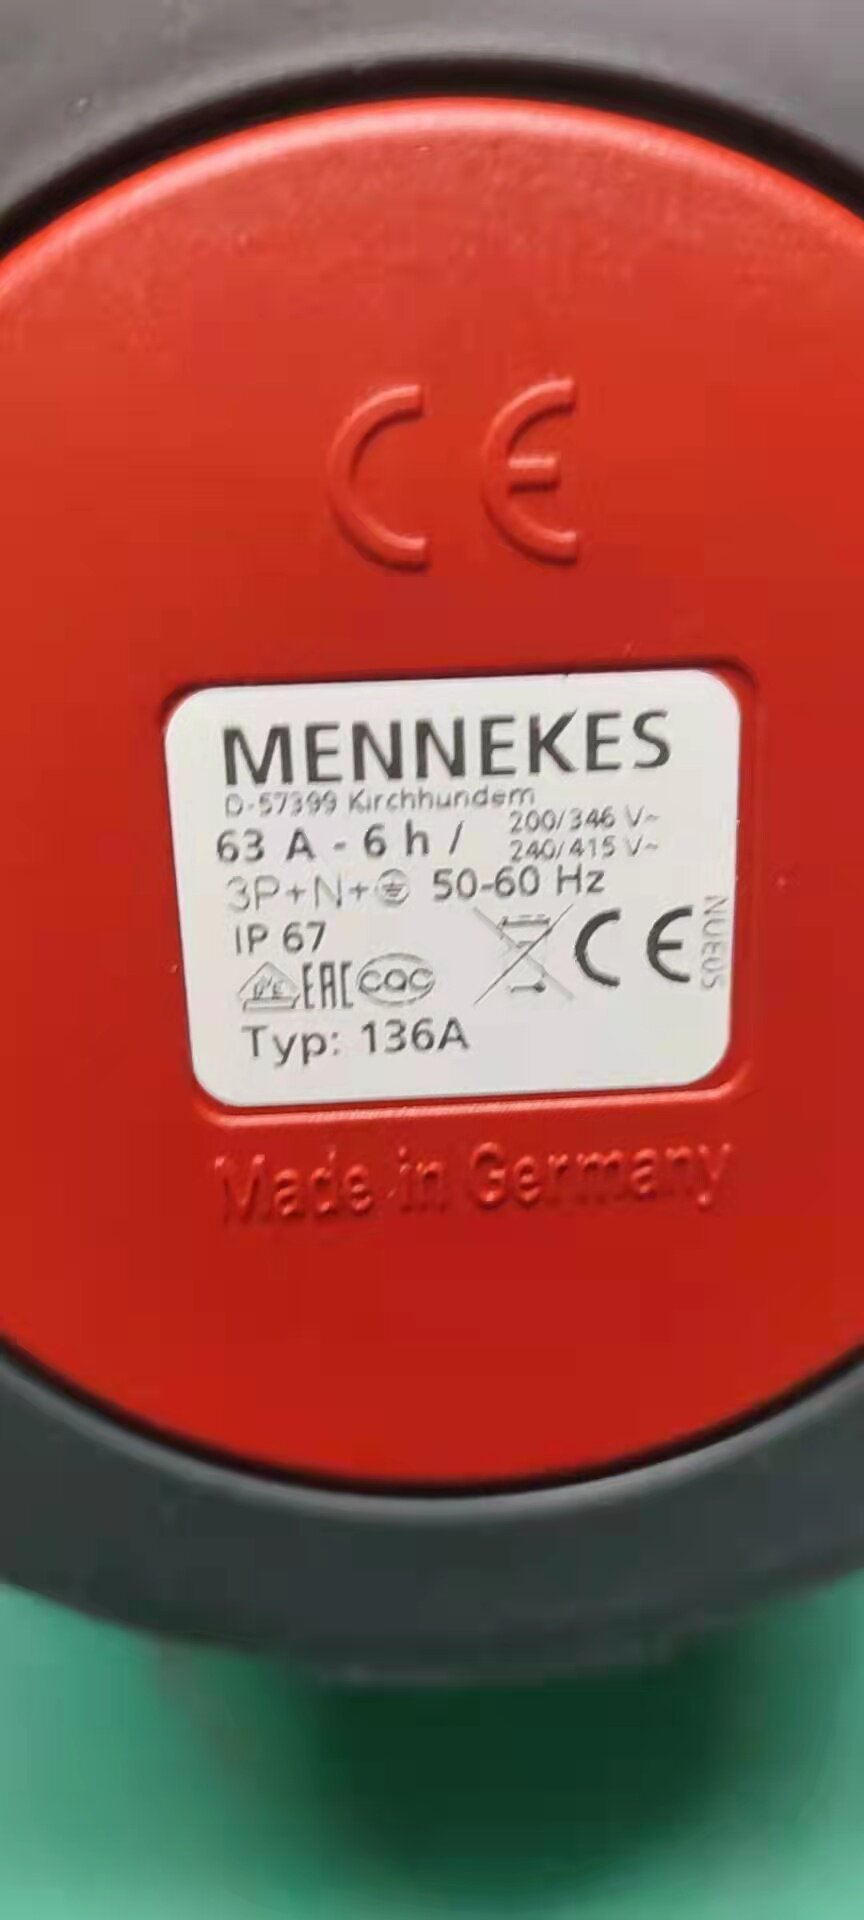 CE
MENNEKES
D-57399 Kirchhundem
63 A - 6 h / 200/346 V~
240/415 V~
3P+N+⏚ 50-60 Hz
IP 67
CE
EAC CQC
Typ: 136A
Made in Germany